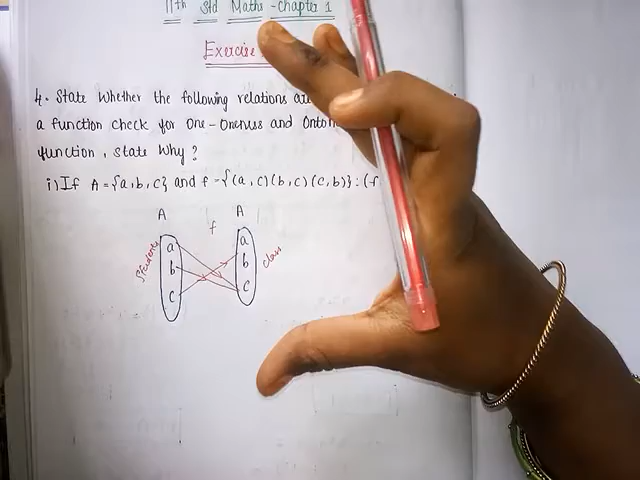 11th Std Maths - chapter 1
Exercise
4. State whether the following relations are
a function check for One-Oneness and Onton
function, State Why?
i) If A = {a,b,c} and f = {(a,c)(b,c)(c,b)} : (f
A A
f
a a
b b
c c
Students
class